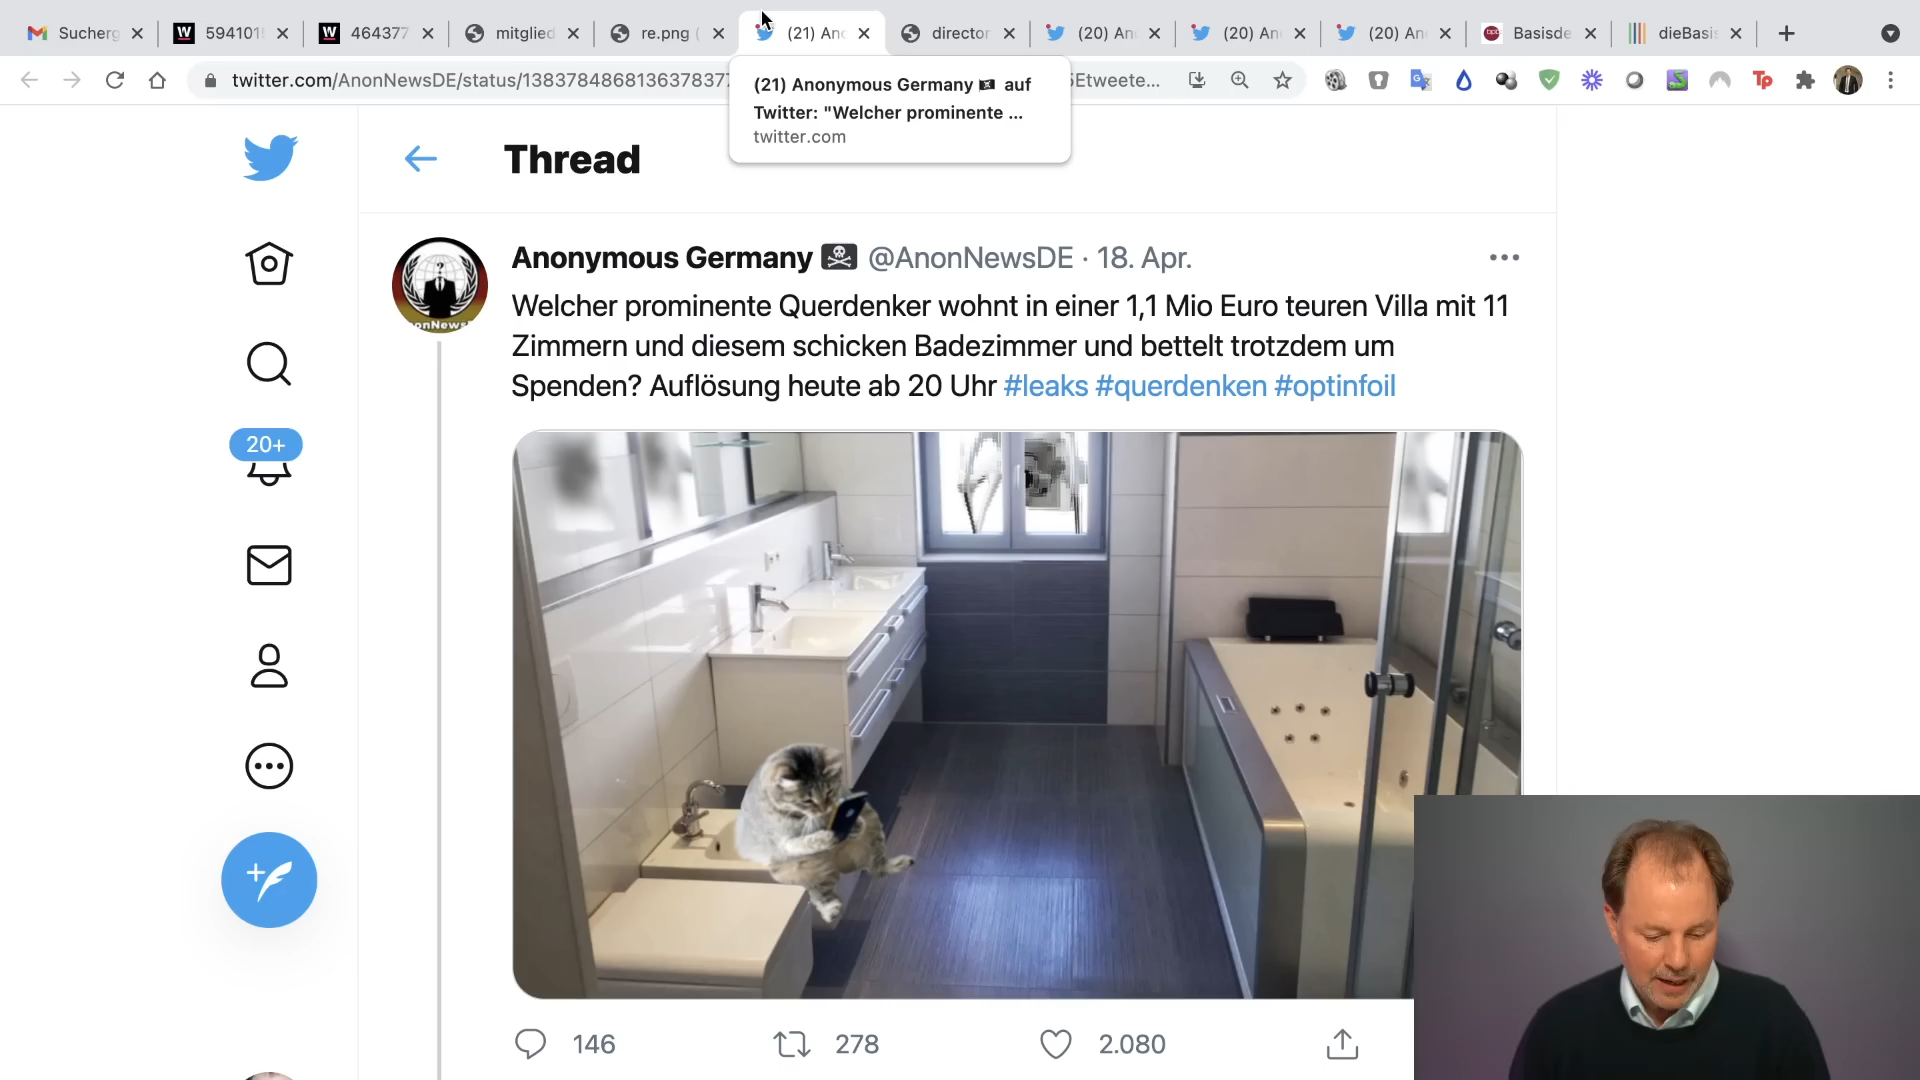 Sucherg
594101
464377
mitglied
re.png (
(21) An
director
(20) An
(20) An
(20) An
Basisde
dieBasis
twitter.com/AnonNewsDE/status/1383784868136378377
5Etweete...
(21) Anonymous Germany 🏴‍☠️ auf
Twitter: "Welcher prominente ...
twitter.com
Thread
Anonymous Germany 🏴‍☠️ @AnonNewsDE · 18. Apr.
Welcher prominente Querdenker wohnt in einer 1,1 Mio Euro teuren Villa mit 11
Zimmern und diesem schicken Badezimmer und bettelt trotzdem um
Spenden? Auflösung heute ab 20 Uhr #leaks #querdenken #optinfoil
20+
146
278
2.080